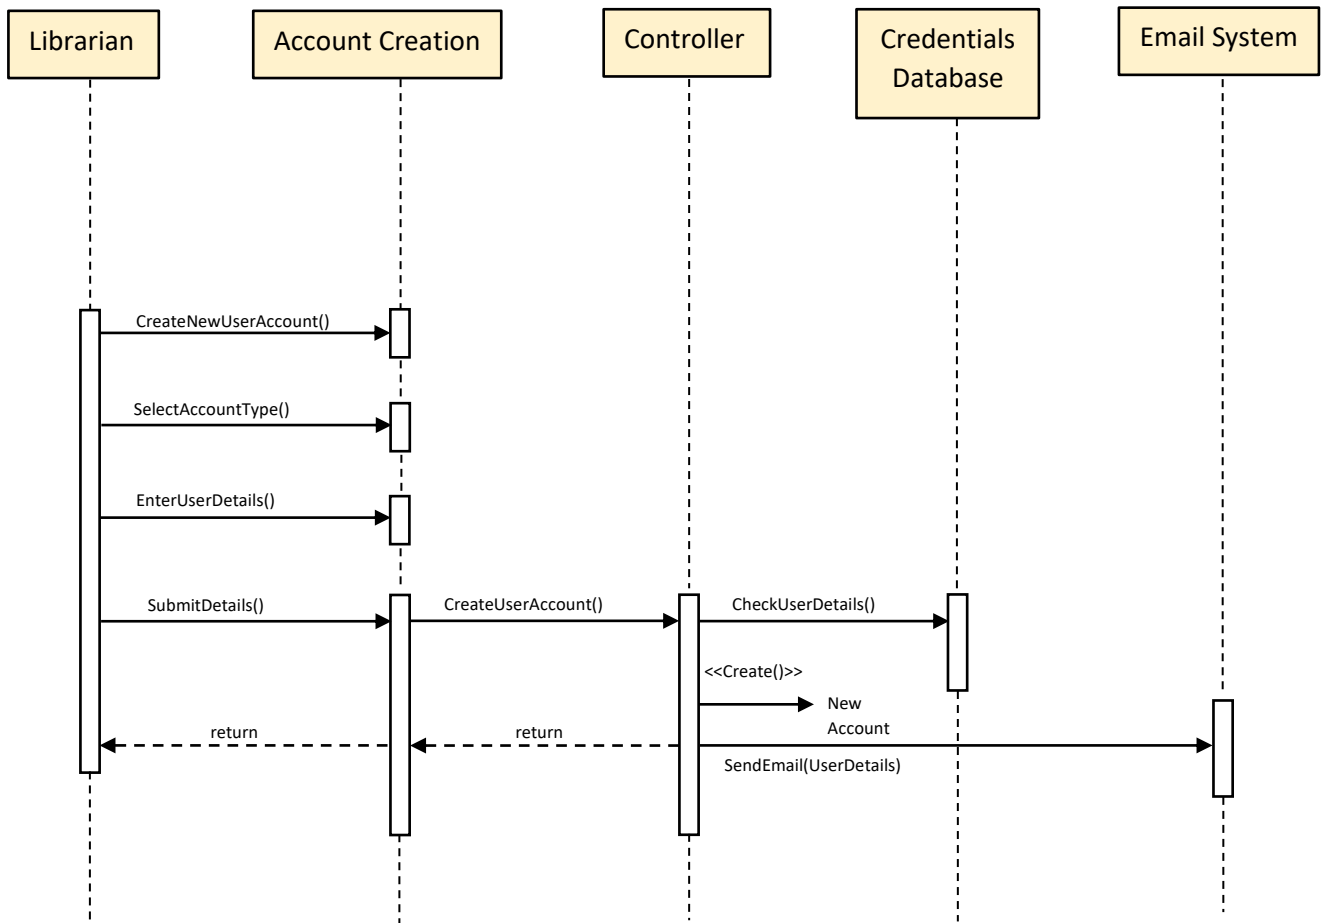 Librarian
Account Creation
Controller
Credentials
Database
Email System
CreateNewUserAccount()
SelectAccountType()
EnterUserDetails()
SubmitDetails()
CreateUserAccount()
CheckUserDetails()
<<Create()>>
New
Account
return
return
SendEmail(UserDetails)